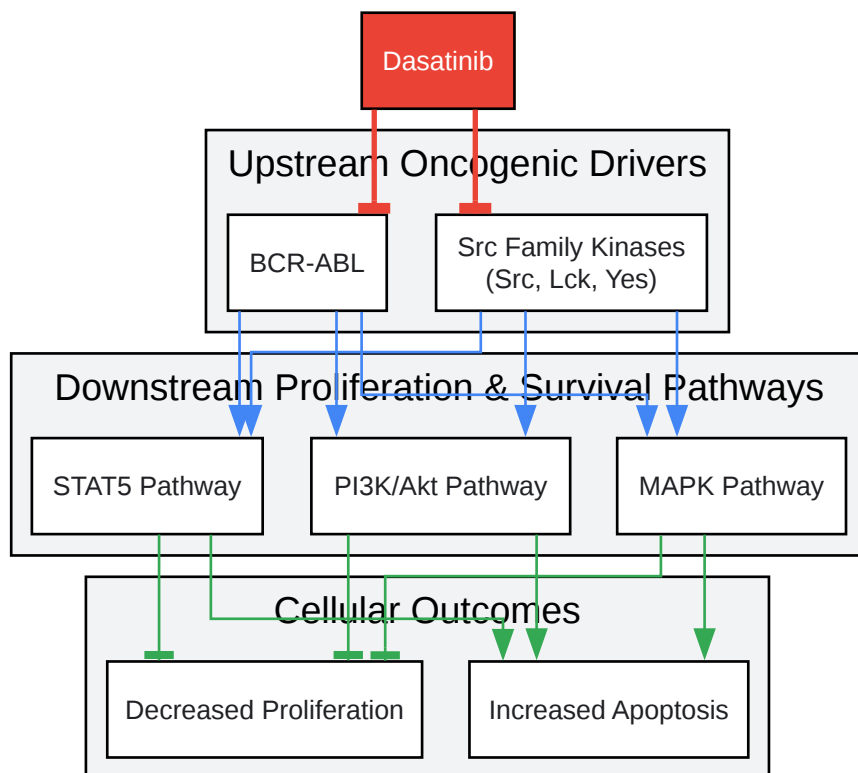 Dasatinib
Upstream Oncogenic Drivers
BCR-ABL
Src Family Kinases
(Src, Lck, Yes)
Downstream Proliferation & Survival Pathways
STAT5 Pathway
PI3K/Akt Pathway
MAPK Pathway
Cellular Outcomes
Decreased Proliferation
Increased Apoptosis